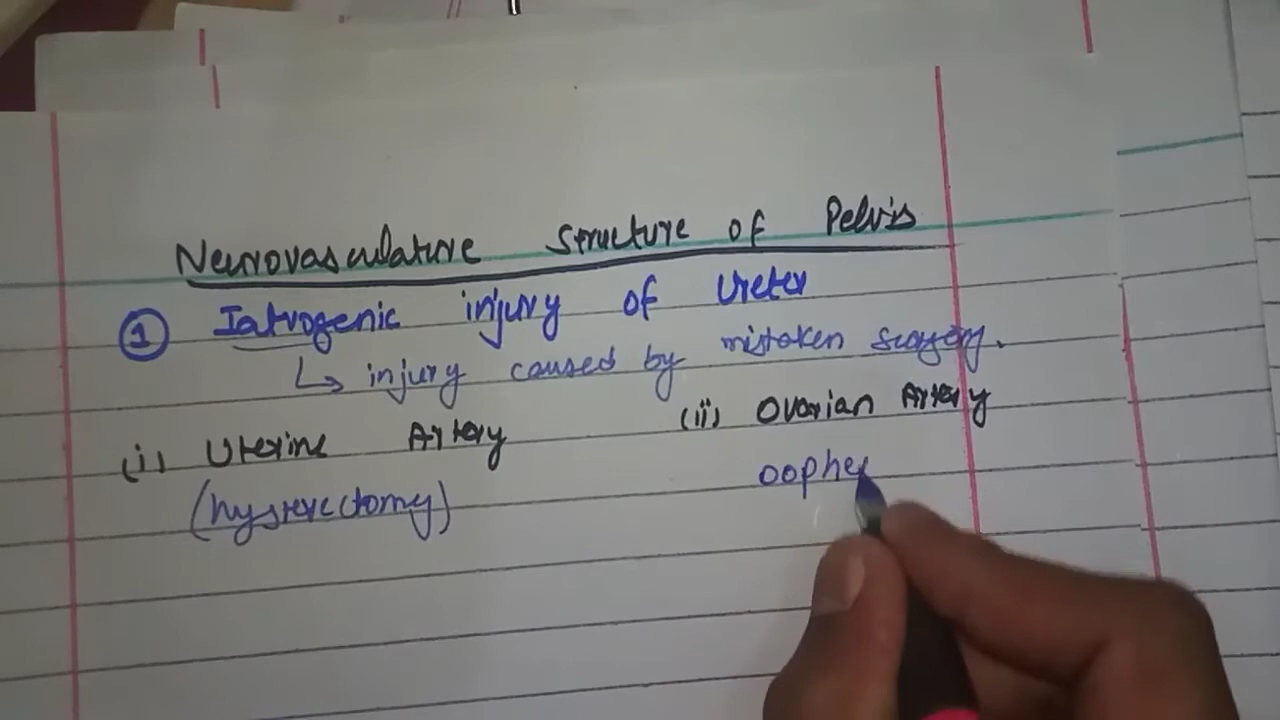 Neurovasculature Structure of Pelvis
① Iatrogenic injury of Ureter
↳ injury caused by mistaken
(i) Uterine Artery (ii) Ovarian Artery
(hysterectomy) oophe